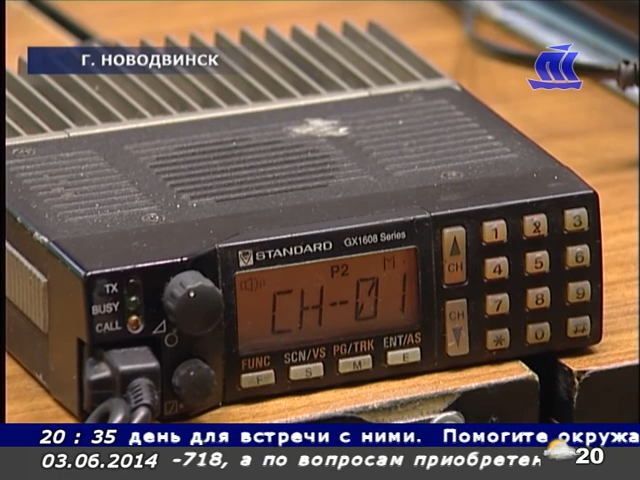 Г. НОВОДВИНСК
STANDARD GX1608 Series
TX
BUSY
CALL
P2 M
CH--01
FUNC SCN/VS PG/TRK ENT/AS
F S M E
CH
CH
1 2 3
4 5 6
7 8 9
* 0 #
20 : 35 день для встречи с ними. Помогите окружа
03.06.2014 -718, а по вопросам приобретен
20